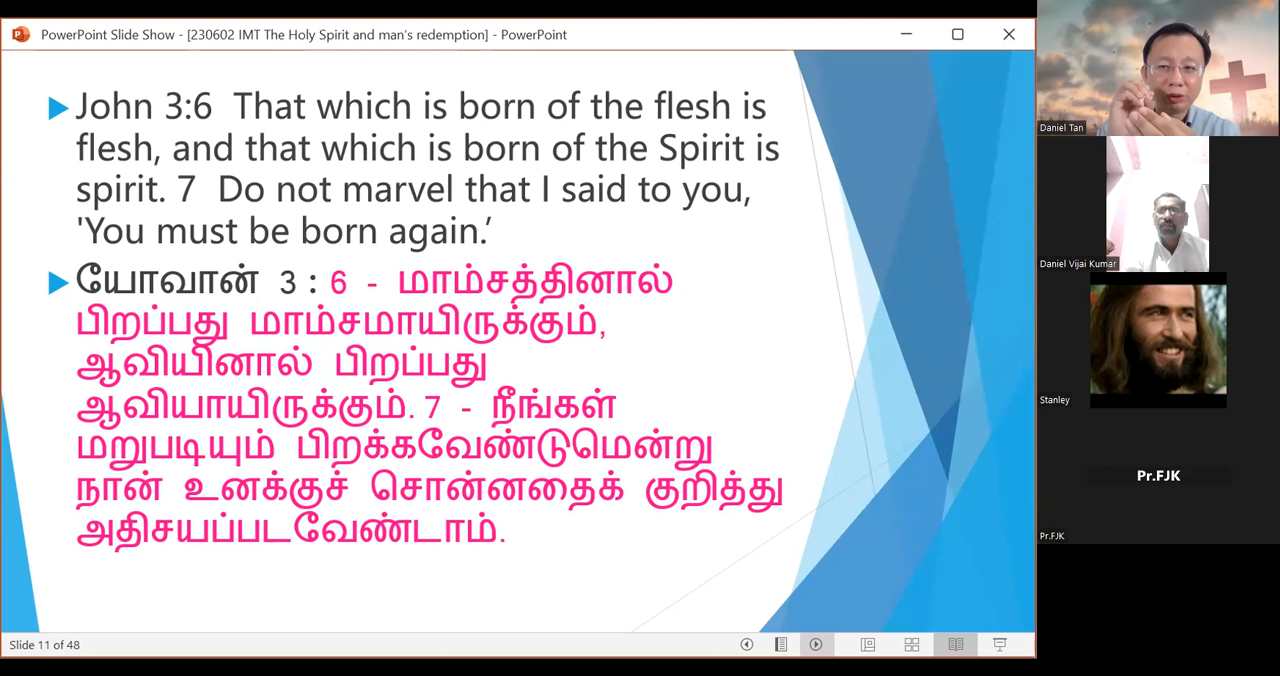 PowerPoint Slide Show - [230602 IMT The Holy Spirit and man's redemption] - PowerPoint
John 3:6 That which is born of the flesh is
flesh, and that which is born of the Spirit is
spirit. 7 Do not marvel that I said to you,
'You must be born again.’
யோவான் 3 : 6 - மாம்சத்தினால்
பிறப்பது மாம்சமாயிருக்கும்,
ஆவியினால் பிறப்பது
ஆவியாயிருக்கும். 7 - நீங்கள்
மறுபடியும் பிறக்கவேண்டுமென்று
நான் உனக்குச் சொன்னதைக் குறித்து
அதிசயப்படவேண்டாம்.
Slide 11 of 48
Daniel Tan
Daniel Vijai Kumar
Stanley
Pr.FJK
Pr.FJK